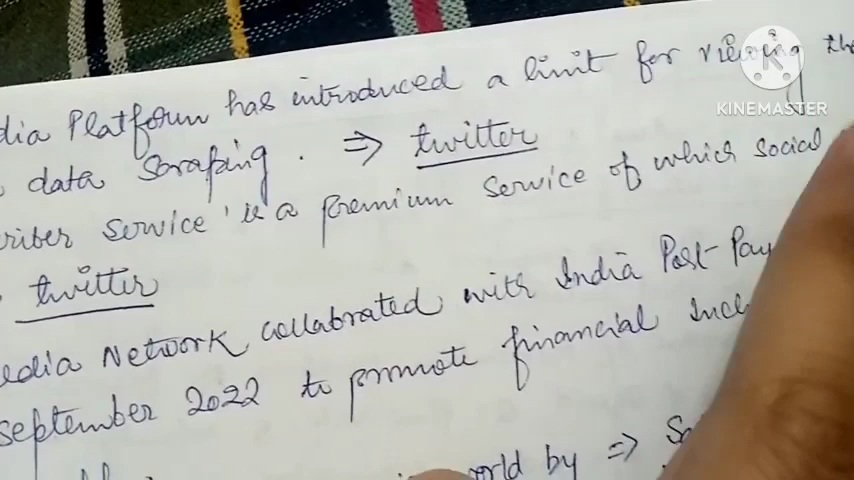 dia Platform has introduced a limit for viewing the
data Scraping. ⇒ twitter
criber service' is a premium service of which social
twitter
edia Network collabrated with India Post Pay
september 2022 to promote financial Incl
world by ⇒
KINEMASTER